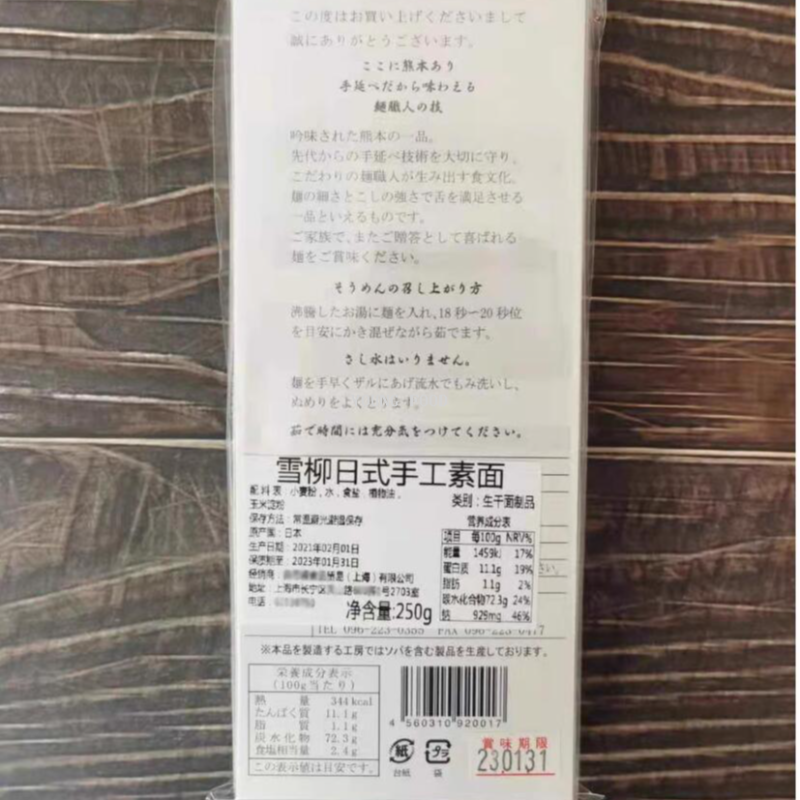 この度はお買い上げくださいまして
誠にありがとうございます。
ここに熊本あり
手延べだから味わえる
麺職人の技
吟味された熊本の一品。
先代からの手延べ技術を大切に守り、
こだわりの麺職人が生み出す食文化。
麺の細さとこしの強さで舌を満足させる
一品といえるものです。
ご家族で、またご贈答として喜ばれる
麺をご賞味ください。
そうめんの召し上がり方
沸騰したお湯に麺を入れ、18秒〜20秒位
を目安にかき混ぜながら茹でます。
さし水はいりません。
麺を手早くザルにあげ流水でもみ洗いし、
ぬめりをよくとります。
茹で時間には充分気をつけてください。
雪柳日式手工素面
配料表:小麦粉,水,食盐,植物油,
玉米淀粉
类别:生干面制品
保存方法:常温避光避湿保存
原产国:日本
生产日期:2021年02月01日
保质期至:2023年01月31日
经销商:贸易(上海)有限公司
地址:上海市长宁区 路 号2703室
电话:
净含量:250g
营养成分表
项目 每100g NRV%
能量 1459kJ 17%
蛋白质 11.1g 19%
脂肪 1.1g 2%
碳水化合物72.3g 24%
钠 929mg 46%
さい。
TEL 096-223-0355 FAX 096-223-0477
※本品を製造する工房ではソバを含む製品を生産しております。
栄養成分表示
(100g当たり)
熱量 344kcal
たんぱく質 11.1g
脂質 1.1g
炭水化物 72.3g
食塩相当量 2.4g
この表示値は目安です。
4 560310 920017
紙 プラ
台紙 袋
賞味期限
230131